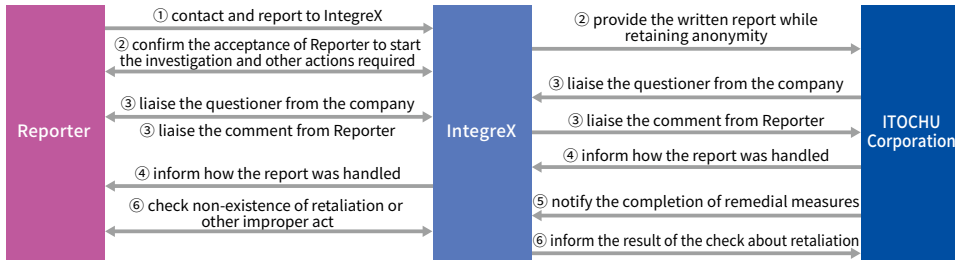 ① contact and report to IntegreX
② confirm the acceptance of Reporter to start
the investigation and other actions required
③ liaise the questioner from the company
③ liaise the comment from Reporter
④ inform how the report was handled
⑥ check non-existence of retaliation or
other improper act
Reporter
IntegreX
② provide the written report while
retaining anonymity
③ liaise the questioner from the company
③ liaise the comment from Reporter
④ inform how the report was handled
⑤ notify the completion of remedial measures
⑥ inform the result of the check about retaliation
ITOCHU
Corporation